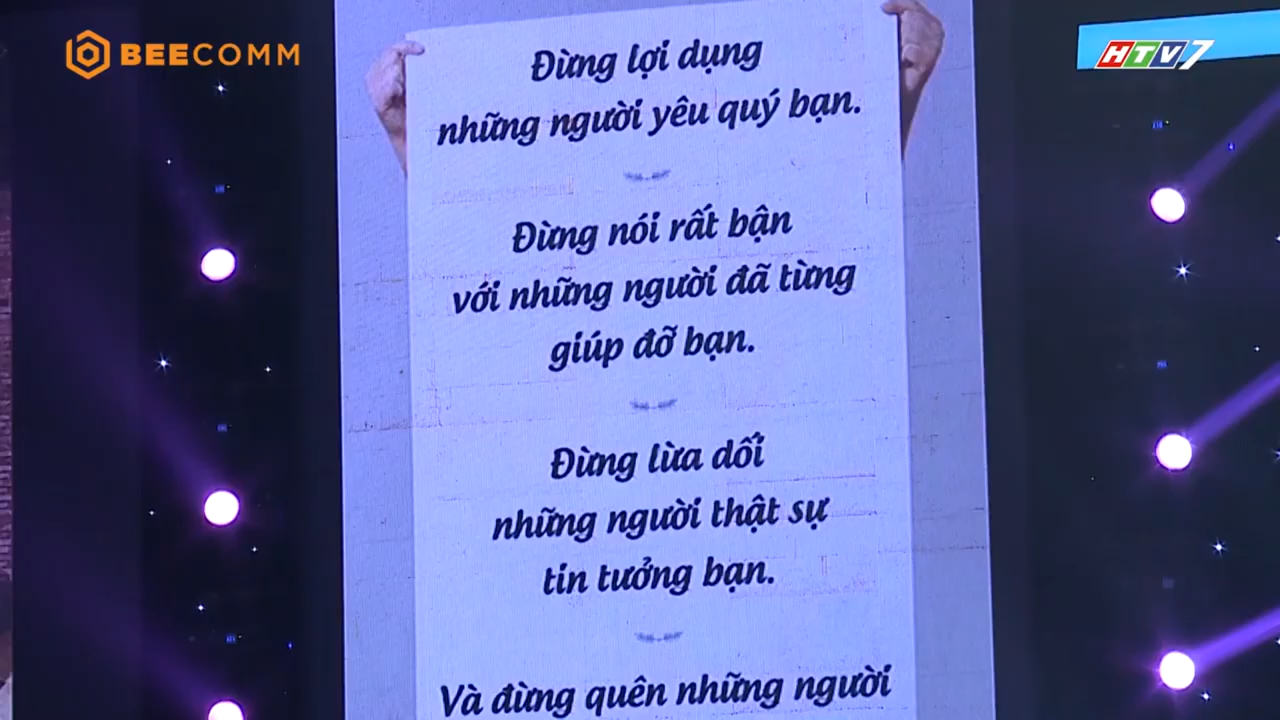 BEECOMM
HTV7
Đừng lợi dụng
những người yêu quý bạn.
Đừng nói rất bận
với những người đã từng
giúp đỡ bạn.
Đừng lừa dối
những người thật sự
tin tưởng bạn.
Và đừng quên những người